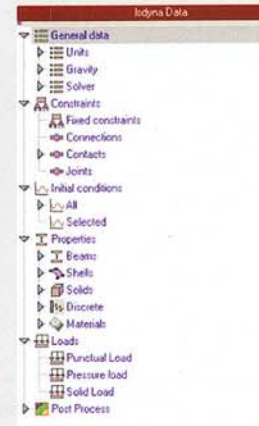 lsdyna Data
General data
Units
Gravity
Solver
Constraints
Fixed constraints
Connections
Contacts
Joints
Initial conditions
All
Selected
Properties
Beams
Shells
Solids
Discrete
Materials
Loads
Punctual Load
Pressure load
Solid Load
Post Process